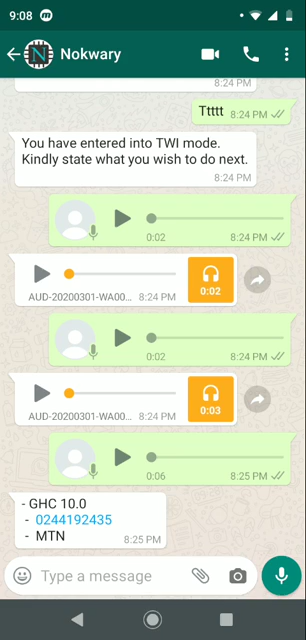 9:08
Nokwary
8:24 PM
Ttttt 8:24 PM
You have entered into TWI mode.
Kindly state what you wish to do next.
8:24 PM
0:02 8:24 PM
0:02
AUD-20200301-WA00... 8:24 PM
0:02 8:24 PM
0:03
AUD-20200301-WA00... 8:24 PM
0:06 8:25 PM
- GHC 10.0
- 0244192435
- MTN 8:25 PM
Type a message